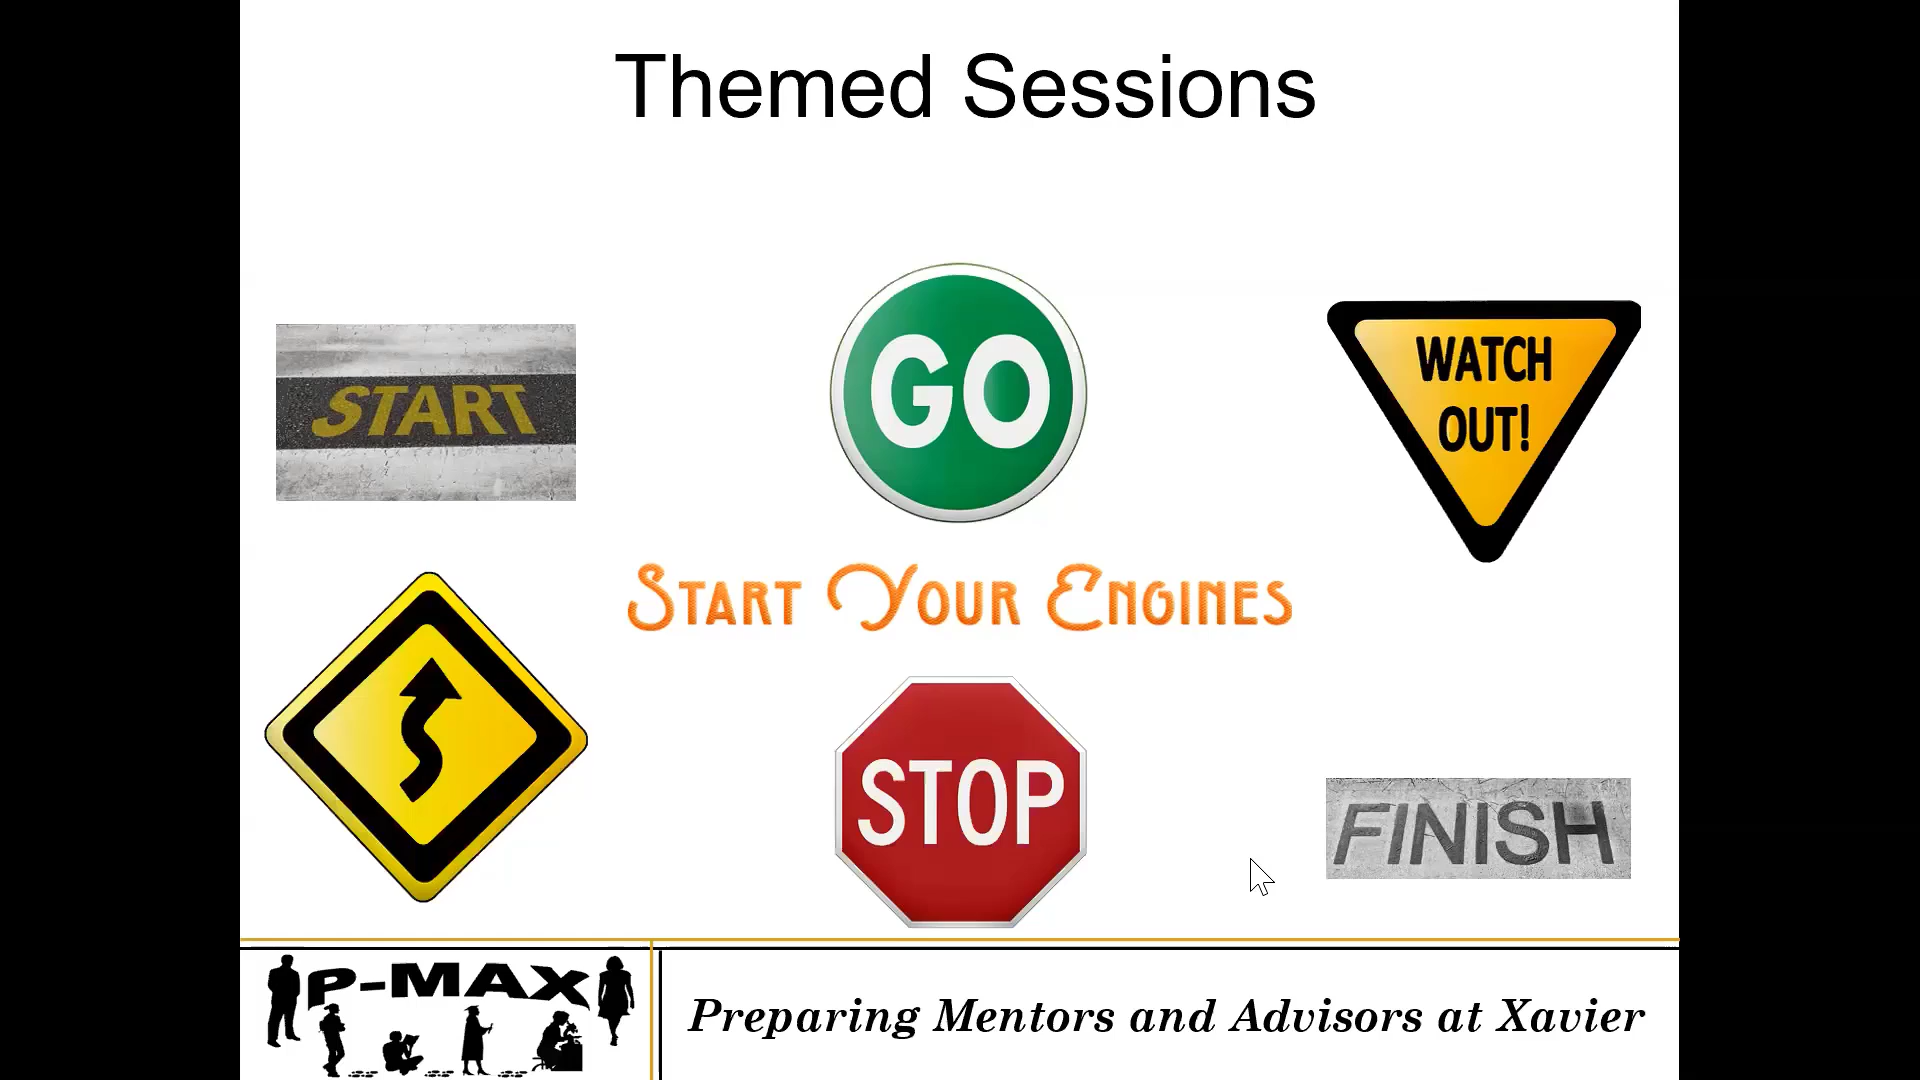 Themed Sessions
START
GO
WATCH
OUT!
START YOUR ENGINES
STOP
FINISH
P-MAX
Preparing Mentors and Advisors at Xavier